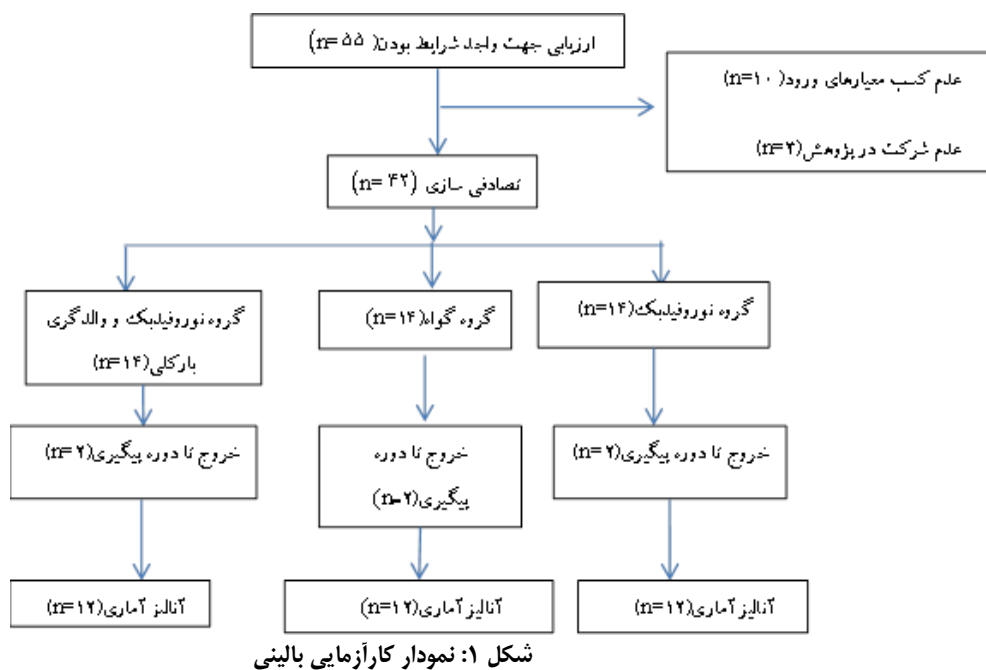 ارزیابی جهت واجد شرایط بودن( n=۵۵)
عدم کسب معیارهای ورود( n=۱۰)
عدم شرکت در پژوهش(n=۳)
تصادفی سازی (n=۴۲)
گروه نوروفیدبک(n=۱۴)
گروه گواه(n=۱۴)
گروه نوروفیدبک و والدگری
بارکلی(n=۱۴)
خروج تا دوره پیگیری(n=۲)
خروج تا دوره
پیگیری(n-۲)
خروج تا دوره پیگیری(n=۲)
آنالیز آماری(n=۱۲)
آنالیز آماری(n=۱۲)
آنالیز آماری(n=۱۲)
شکل ۱: نمودار کارآزمایی بالینی